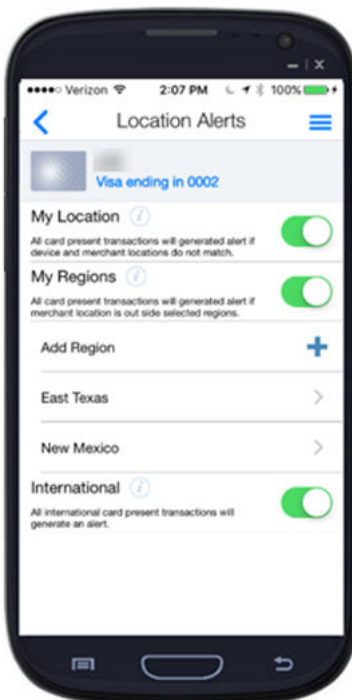 Verizon 2:07 PM 100%
Location Alerts
Visa ending in 0002
My Location i
All card present transactions will generated alert if
device and merchant locations do not match.
My Regions i
All card present transactions will generated alert if
merchant location is out side selected regions.
Add Region
East Texas
New Mexico
International i
All international card present transactions will
generate an alert.